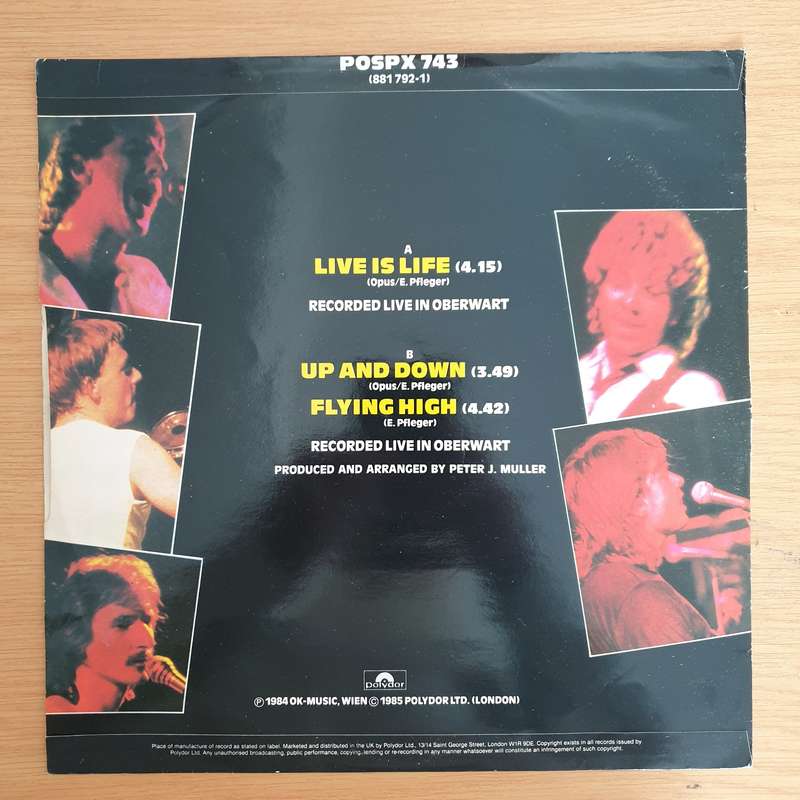 POSPX 743
(881 792-1)
A
LIVE IS LIFE (4.15)
(Opus/E. Pfleger)
RECORDED LIVE IN OBERWART
B
UP AND DOWN (3.49)
(Opus/E. Pfleger)
FLYING HIGH (4.42)
(E. Pfleger)
RECORDED LIVE IN OBERWART
PRODUCED AND ARRANGED BY PETER J. MULLER
polydor
Ⓟ 1984 OK-MUSIC, WIEN © 1985 POLYDOR LTD. (LONDON)
Place of manufacture of record as stated on label. Marketed and distributed in the UK by Polydor Ltd., 13/14 Saint George Street, London W1R 9DE. Copyright exists in all records issued by
Polydor Ltd. Any unauthorised broadcasting, public performance, copying, lending or re-recording in any manner whatsoever will constitute an infringement of such copyright.